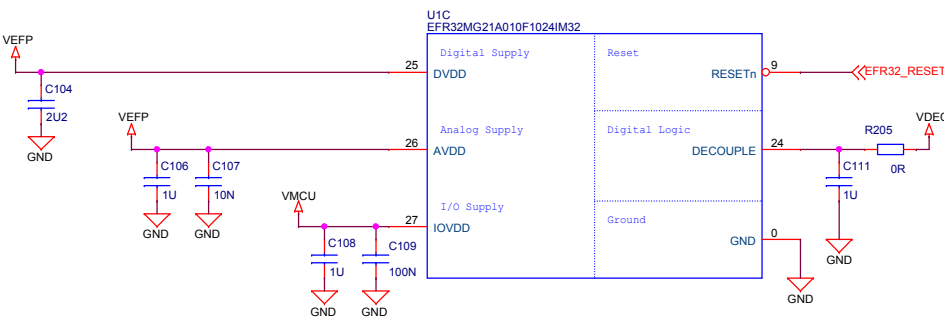 U1C
EFR32MG21A010F1024IM32
VEFP
Digital Supply
Reset
25
DVDD
9
RESETn
EFR32_RESET
C104
2U2
GND
VEFP
Analog Supply
Digital Logic
R205
VDEC
26
AVDD
24
DECOUPLE
0R
C106
1U
C107
10N
C111
1U
GND
GND
VMCU
I/O Supply
Ground
27
IOVDD
0
GND
C108
1U
C109
100N
GND
GND
GND
GND